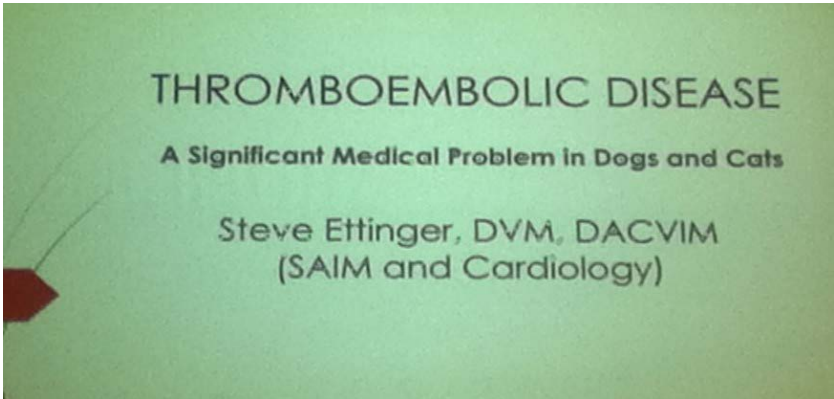 THROMBOEMBOLIC DISEASE
A Significant Medical Problem in Dogs and Cats
Steve Ettinger, DVM, DACVIM
(SAIM and Cardiology)